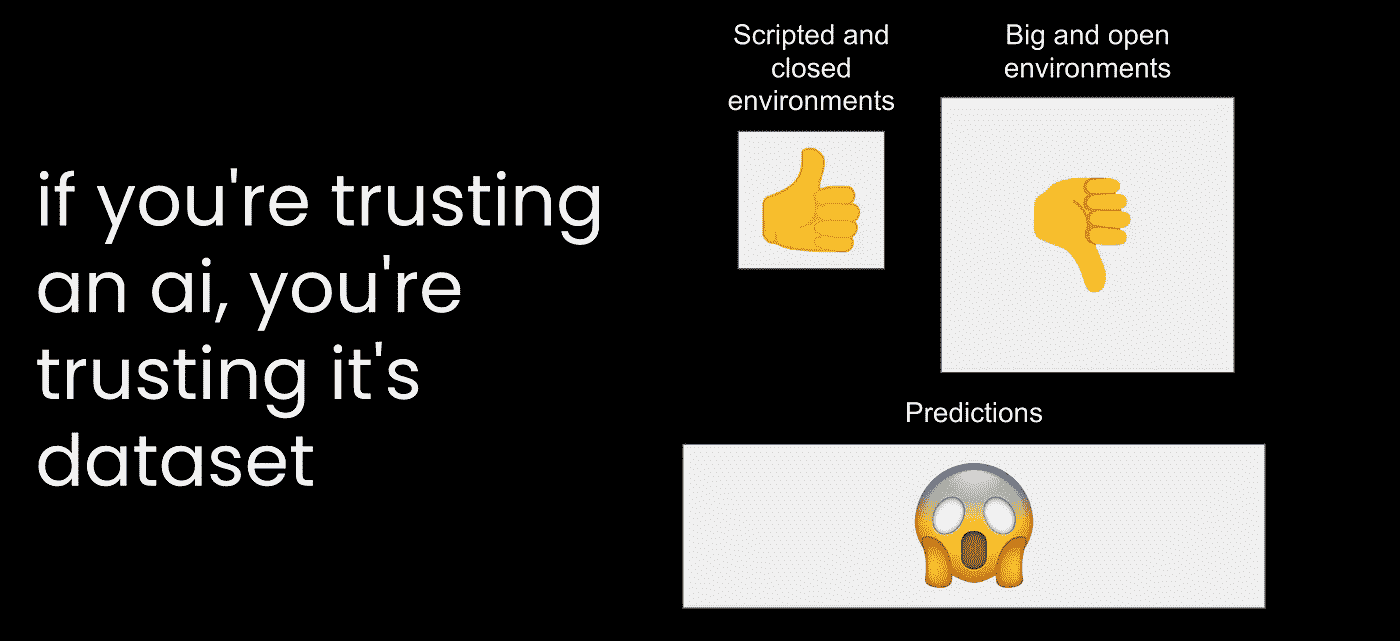 if you're trusting
an ai, you're
trusting it's
dataset
Scripted and
closed
environments
Big and open
environments
Predictions